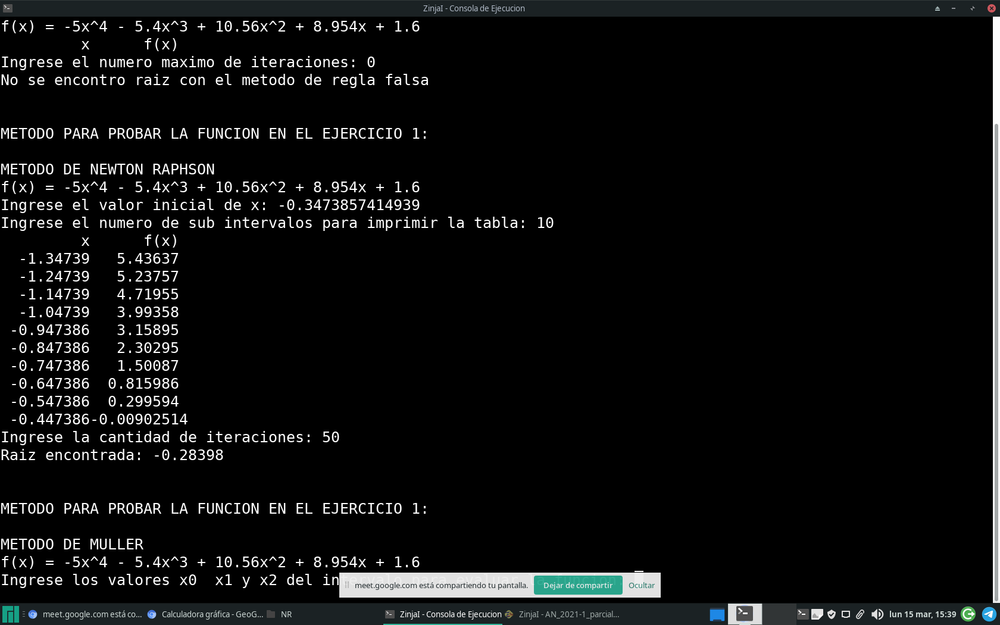 ZinjaI - Consola de Ejecucion
f(x) = -5x^4 - 5.4x^3 + 10.56x^2 + 8.954x + 1.6
x f(x)
Ingrese el numero maximo de iteraciones: 0
No se encontro raiz con el metodo de regla falsa
METODO PARA PROBAR LA FUNCION EN EL EJERCICIO 1:
METODO DE NEWTON RAPHSON
f(x) = -5x^4 - 5.4x^3 + 10.56x^2 + 8.954x + 1.6
Ingrese el valor inicial de x: -0.3473857414939
Ingrese el numero de sub intervalos para imprimir la tabla: 10
x f(x)
-1.34739 5.43637
-1.24739 5.23757
-1.14739 4.71955
-1.04739 3.99358
-0.947386 3.15895
-0.847386 2.30295
-0.747386 1.50087
-0.647386 0.815986
-0.547386 0.299594
-0.447386-0.00902514
Ingrese la cantidad de iteraciones: 50
Raiz encontrada: -0.28398
METODO PARA PROBAR LA FUNCION EN EL EJERCICIO 1:
METODO DE MULLER
f(x) = -5x^4 - 5.4x^3 + 10.56x^2 + 8.954x + 1.6
Ingrese los valores x0 x1 y x2 del intervalo para evaluar la funcion:
meet.google.com está compartiendo tu pantalla. Dejar de compartir Ocultar
meet.google.com está co... Calculadora gráfica - GeoG... NR ZinjaI - Consola de Ejecucion ZinjaI - AN_2021-1_parcial... lun 15 mar, 15:39